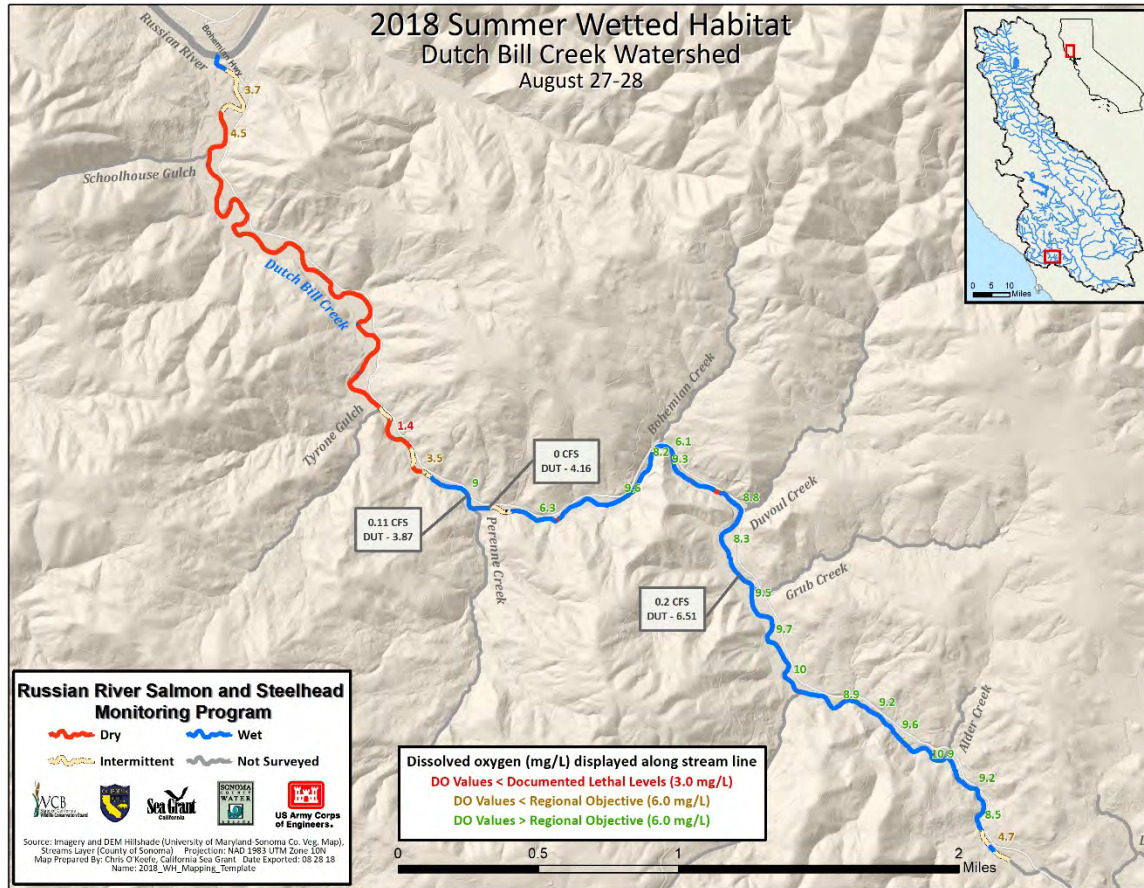 2018 Summer Wetted Habitat
Dutch Bill Creek Watershed
August 27-28
Russian River
Bohemian Hwy
3.7
4.5
Schoolhouse Gulch
Dutch Bill Creek
Tyrone Gulch
1.4
3.5
9
0 CFS
DUT - 4.16
0.11 CFS
DUT - 3.87
Perenne Creek
6.3
9.6
Bohemian Creek
8.2
6.1
9.3
8.8
Duvoul Creek
8.3
0.2 CFS
DUT - 6.51
Grub Creek
9.5
9.7
10
8.9
9.2
9.6
10.9
Alder Creek
9.2
8.5
4.7
0 5 10
Miles
Russian River Salmon and Steelhead
Monitoring Program
Dry
Wet
Intermittent
Not Surveyed
WCB
Sea Grant
California
SONOMA
COUNTY
WATER
AGENCY
US Army Corps
of Engineers®
Source: Imagery and DEM Hillshade (University of Maryland-Sonoma Co. Veg. Map),
Streams Layer (County of Sonoma) Projection: NAD 1983 UTM Zone 10N
Map Prepared By: Chris O'Keefe, California Sea Grant Date Exported: 08 28 18
Name: 2018_WH_Mapping_Template
Dissolved oxygen (mg/L) displayed along stream line
DO Values < Documented Lethal Levels (3.0 mg/L)
DO Values < Regional Objective (6.0 mg/L)
DO Values > Regional Objective (6.0 mg/L)
0 0.5 1 2
Miles